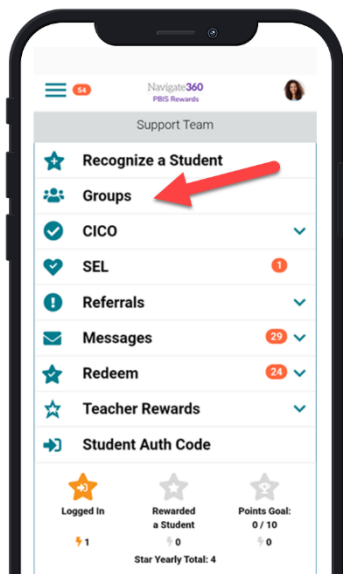 54
Navigate360
PBIS Rewards
Support Team
Recognize a Student
Groups
CICO
SEL 1
Referrals
Messages 29
Redeem 24
Teacher Rewards
Student Auth Code
Logged In Rewarded a Student Points Goal: 0 / 10
1 0 0
Star Yearly Total: 4